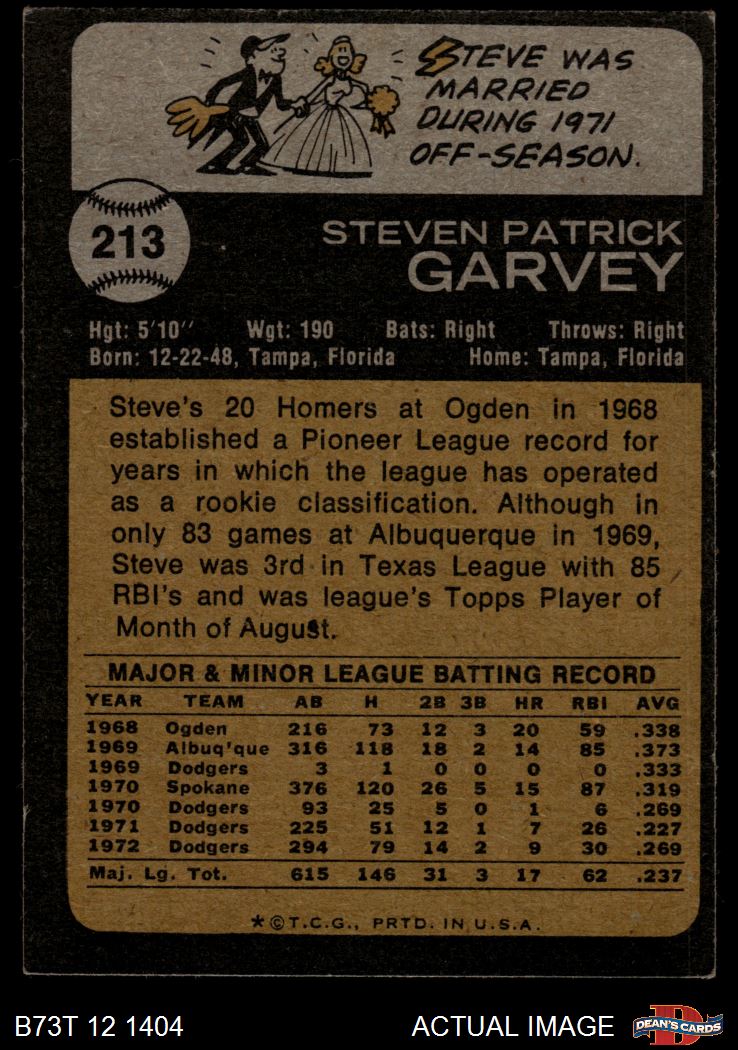 STEVE WAS
MARRIED
DURING 1971
OFF-SEASON.
213
STEVEN PATRICK
GARVEY
Hgt: 5'10" Wgt: 190 Bats: Right Throws: Right
Born: 12-22-48, Tampa, Florida Home: Tampa, Florida
Steve's 20 Homers at Ogden in 1968
established a Pioneer League record for
years in which the league has operated
as a rookie classification. Although in
only 83 games at Albuquerque in 1969,
Steve was 3rd in Texas League with 85
RBI's and was league's Topps Player of
Month of August.
MAJOR & MINOR LEAGUE BATTING RECORD
YEAR TEAM AB H 2B 3B HR RBI AVG
1968 Ogden 216 73 12 3 20 59 .338
1969 Albuq'que 316 118 18 2 14 85 .373
1969 Dodgers 3 1 0 0 0 0 .333
1970 Spokane 376 120 26 5 15 87 .319
1970 Dodgers 93 25 5 0 1 6 .269
1971 Dodgers 225 51 12 1 7 26 .227
1972 Dodgers 294 79 14 2 9 30 .269
Maj. Lg. Tot. 615 146 31 3 17 62 .237
*©T.C.G., PRTD. IN U.S.A.
B73T 12 1404 ACTUAL IMAGE D DEAN'S CARDS